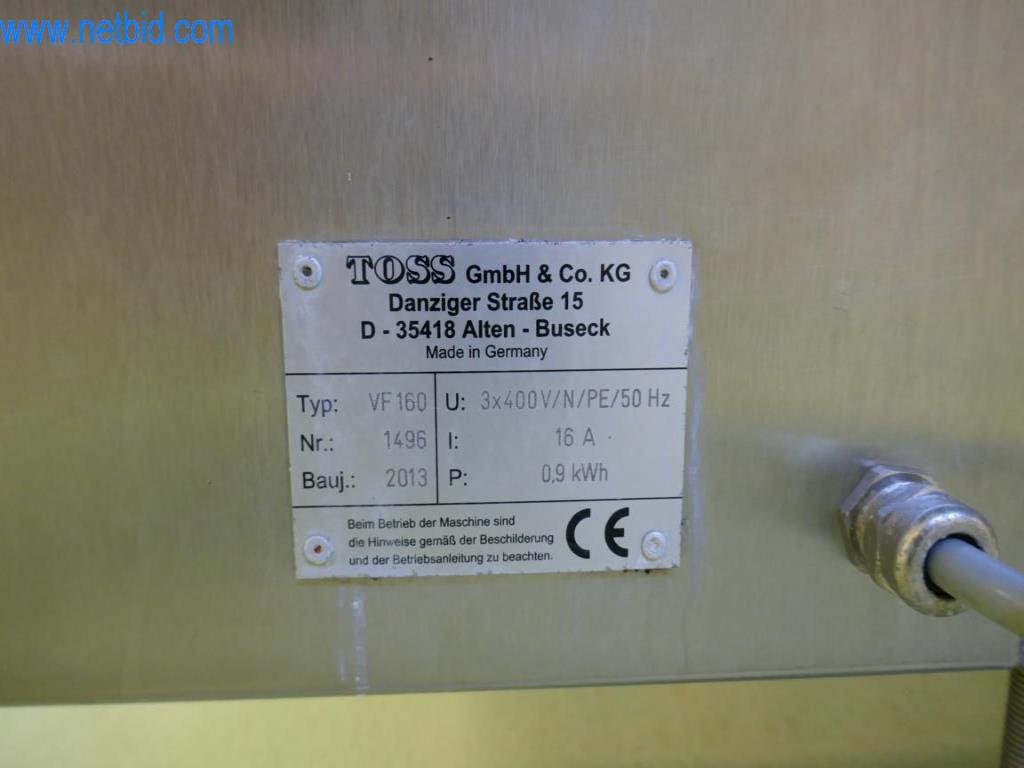 www.netbid.com
TOSS GmbH & Co. KG
Danziger Straße 15
D - 35418 Alten - Buseck
Made in Germany
Typ: VF 160 U: 3x400V/N/PE/50 Hz
Nr.: 1496 I: 16 A
Bauj.: 2013 P: 0,9 kWh
Beim Betrieb der Maschine sind
die Hinweise gemäß der Beschilderung
und der Betriebsanleitung zu beachten.
CE